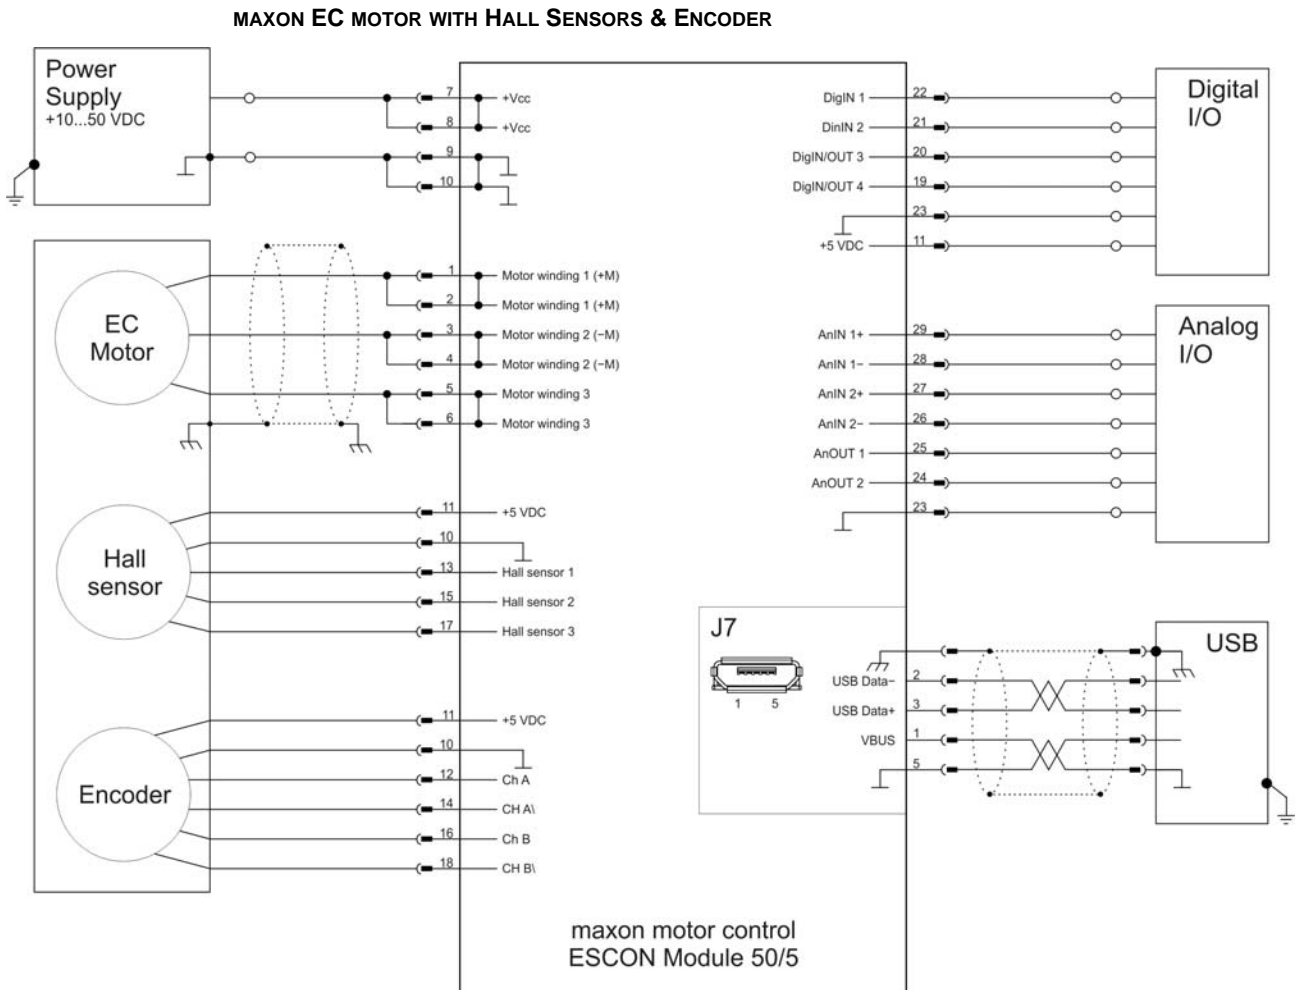 MAXON EC MOTOR WITH HALL SENSORS & ENCODER
Power
Supply
+10...50 VDC
7
+Vcc
8
+Vcc
9
10
EC
Motor
1
Motor winding 1 (+M)
2
Motor winding 1 (+M)
3
Motor winding 2 (−M)
4
Motor winding 2 (−M)
5
Motor winding 3
6
Motor winding 3
Hall
sensor
11
+5 VDC
10
13
Hall sensor 1
15
Hall sensor 2
17
Hall sensor 3
Encoder
11
+5 VDC
10
12
Ch A
14
CH A\
16
Ch B
18
CH B\
Digital
I/O
DigIN 1
22
DinIN 2
21
DigIN/OUT 3
20
DigIN/OUT 4
19
23
+5 VDC
11
Analog
I/O
AnIN 1+
29
AnIN 1−
28
AnIN 2+
27
AnIN 2−
26
AnOUT 1
25
AnOUT 2
24
23
J7
1 5
USB
USB Data−
2
USB Data+
3
VBUS
1
5
maxon motor control
ESCON Module 50/5